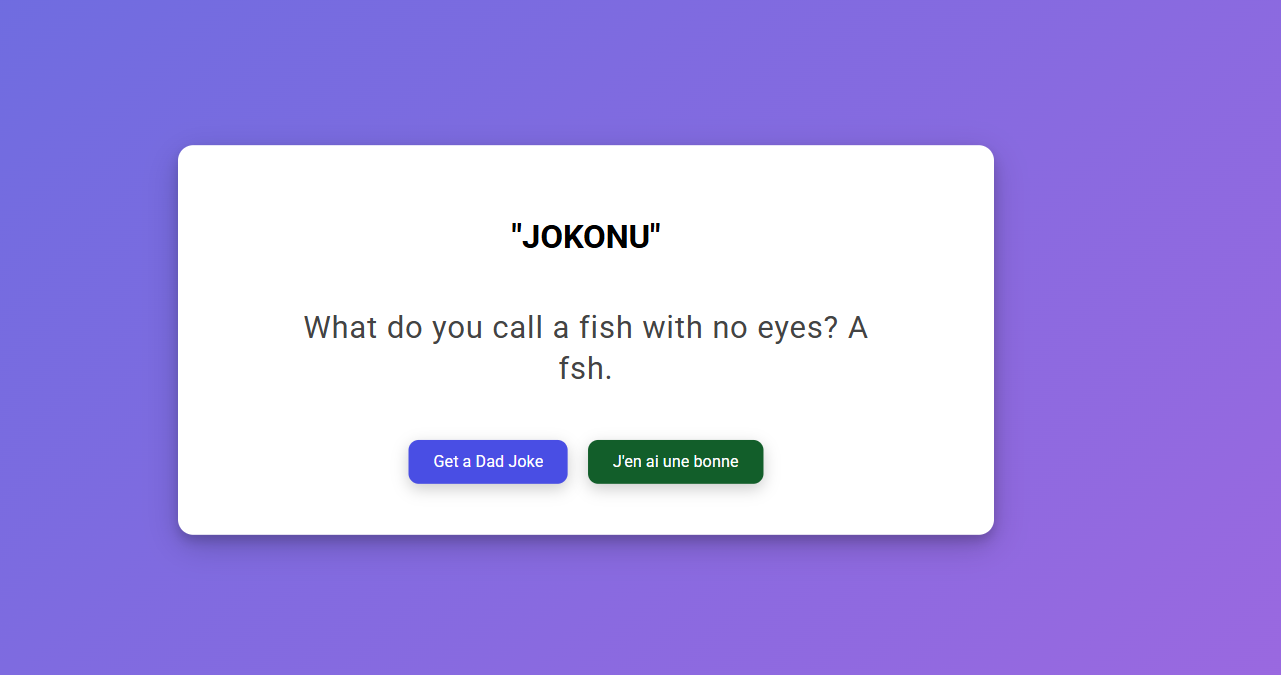 "JOKONU"
What do you call a fish with no eyes? A
fsh.
Get a Dad Joke
J'en ai une bonne